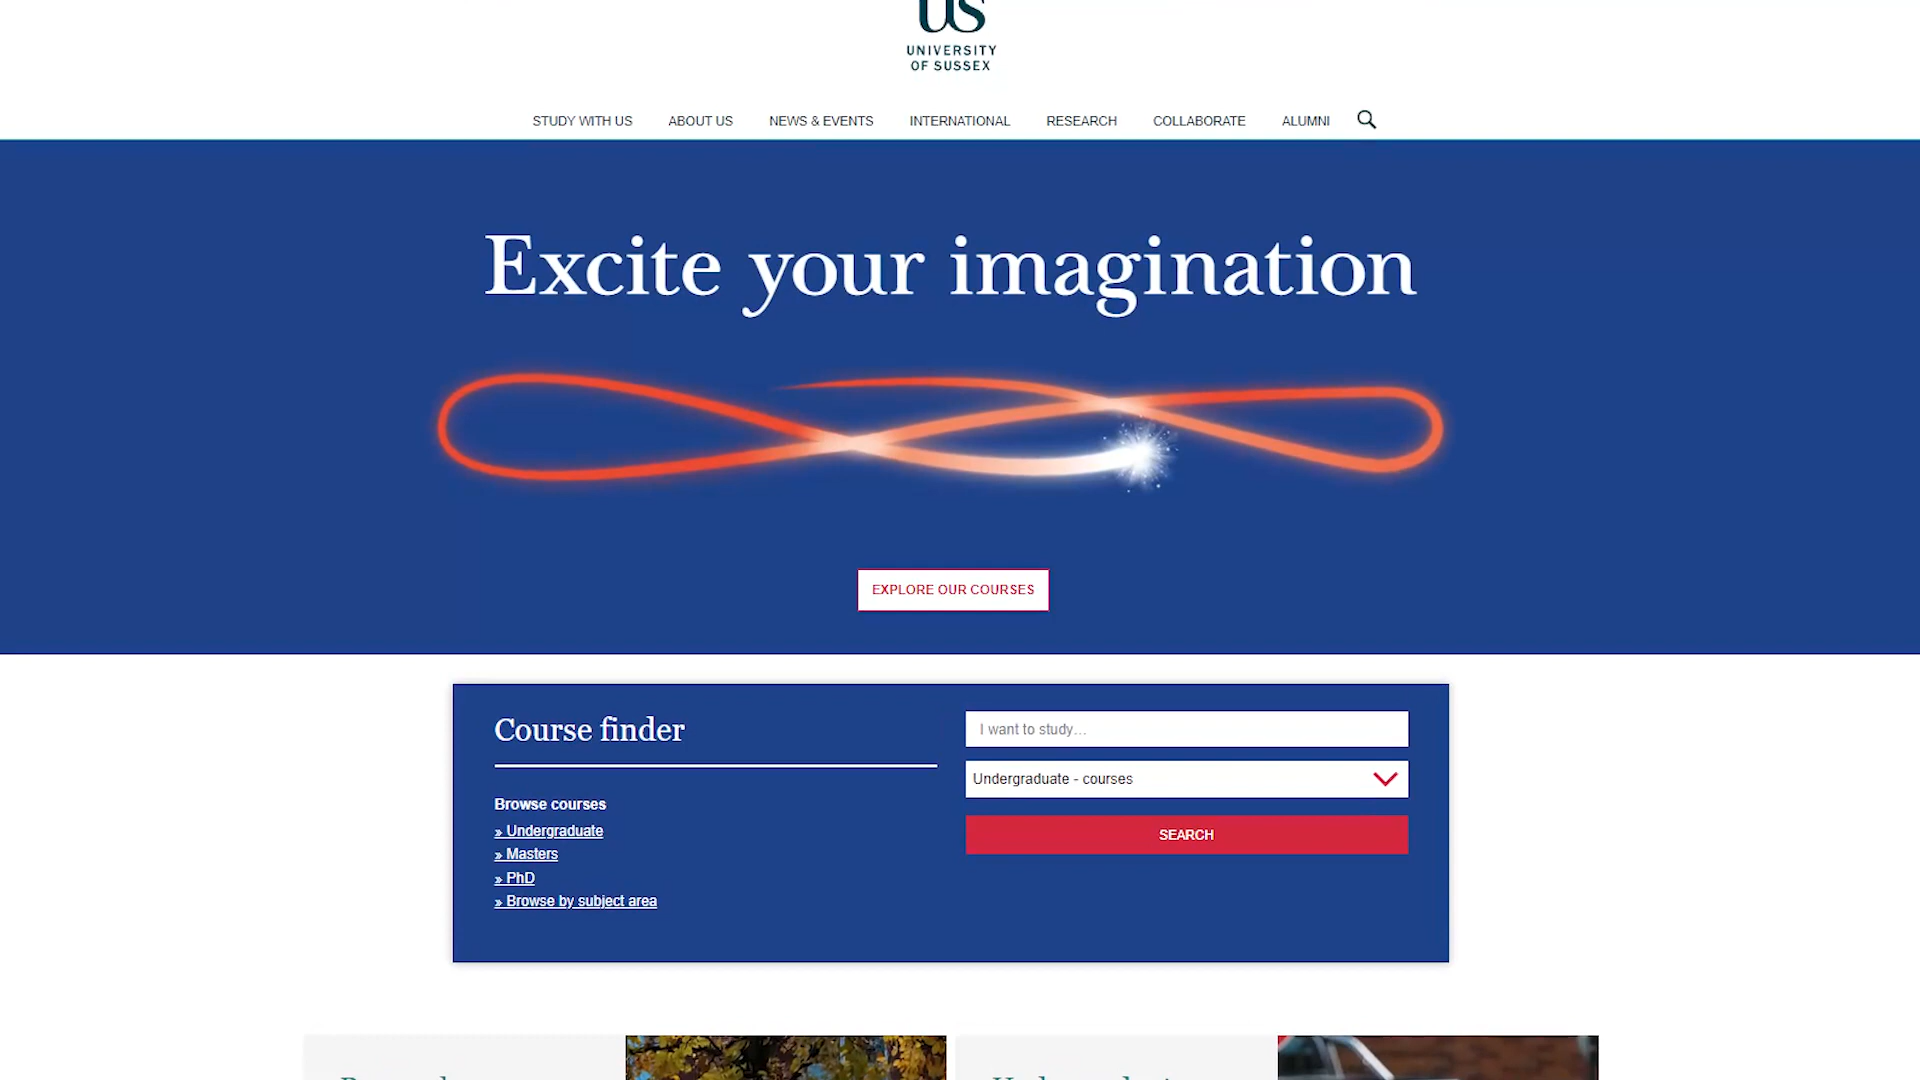 US
UNIVERSITY
OF SUSSEX
STUDY WITH US ABOUT US NEWS & EVENTS INTERNATIONAL RESEARCH COLLABORATE ALUMNI
Excite your imagination
EXPLORE OUR COURSES
Course finder
I want to study...
Undergraduate - courses
SEARCH
Browse courses
» Undergraduate
» Masters
» PhD
» Browse by subject area